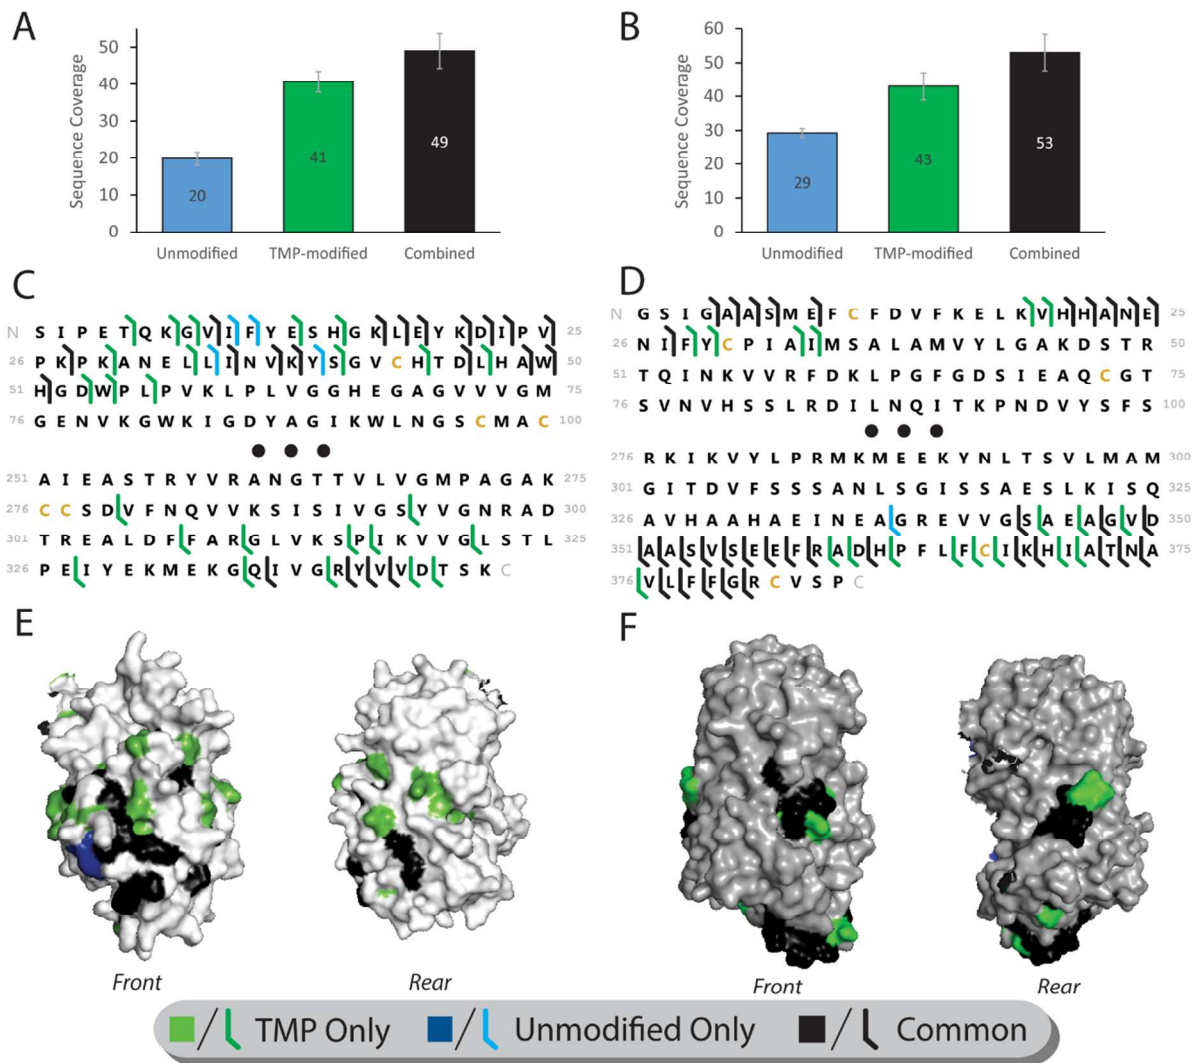 A
Sequence Coverage
50
40
30
20
10
0
20
41
49
Unmodified
TMP-modified
Combined
B
Sequence Coverage
60
50
40
30
20
10
0
29
43
53
Unmodified
TMP-modified
Combined
C
N S I P E T Q K G V I F Y E S H G K L E Y K D I P V 25
26 P K P K A N E L L I N V K Y S G V C H T D L H A W 50
51 H G D W P L P V K L P L V G G H E G A G V V V G M 75
76 G E N V K G W K I G D Y A G I K W L N G S C M A C 100
251 A I E A S T R Y V R A N G T T V L V G M P A G A K 275
276 C C S D V F N Q V V K S I S I V G S Y V G N R A D 300
301 T R E A L D F F A R G L V K S P I K V V G L S T L 325
326 P E I Y E K M E K G Q I V G R Y V V D T S K C
D
N G S I G A A S M E F C F D V F K E L K V H H A N E 25
26 N I F Y C P I A I M S A L A M V Y L G A K D S T R 50
51 T Q I N K V V R F D K L P G F G D S I E A Q C G T 75
76 S V N V H S S L R D I L N Q I T K P N D V Y S F S 100
276 R K I K V Y L P R M K M E E K Y N L T S V L M A M 300
301 G I T D V F S S S A N L S G I S S A E S L K I S Q 325
326 A V H A A H A E I N E A G R E V V G S A E A G V D 350
351 A A S V S E E F R A D H P F L F C I K H I A T N A 375
376 V L F F G R C V S P C
E
Front
Rear
F
Front
Rear
TMP Only
Unmodified Only
Common